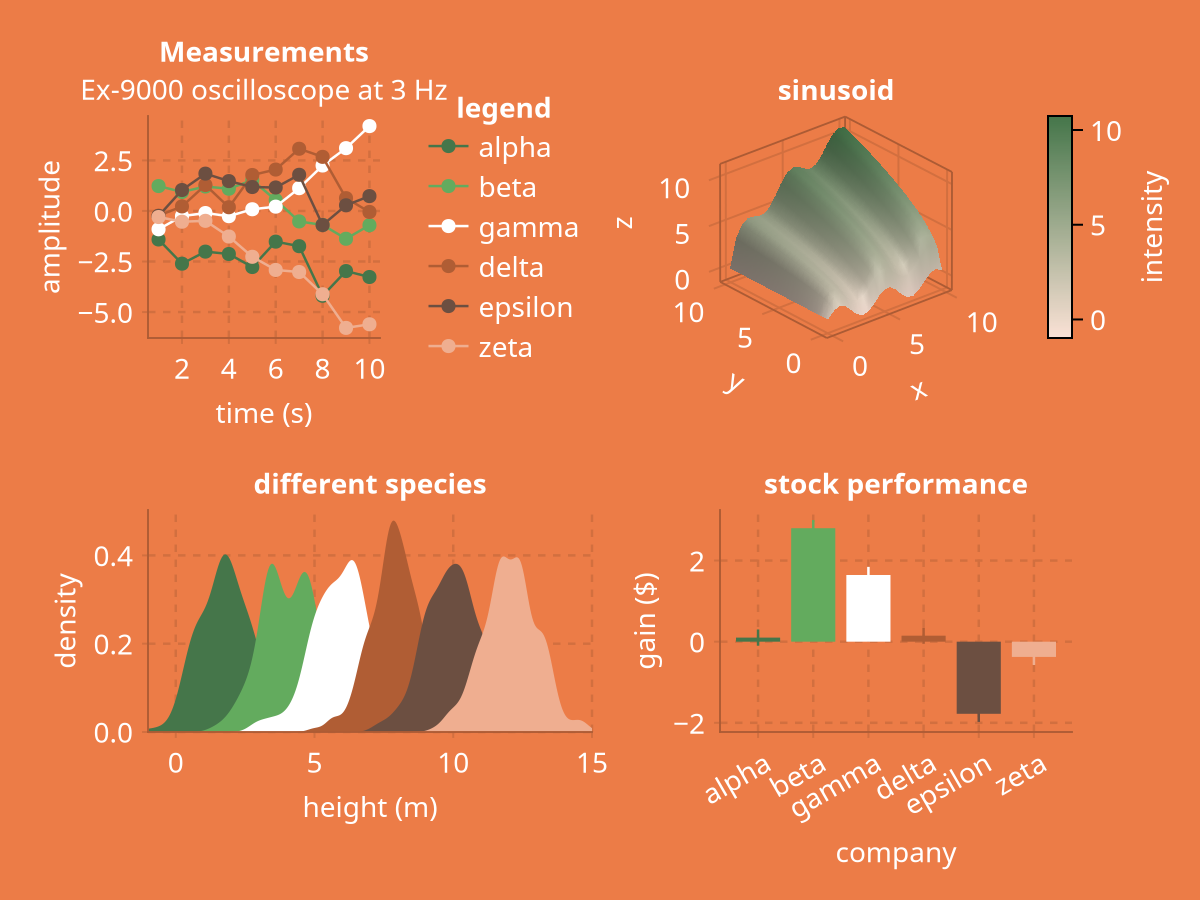 Measurements
Ex-9000 oscilloscope at 3 Hz
amplitude
2.5
0.0
−2.5
−5.0
2 4 6 8 10
time (s)
legend
alpha
beta
gamma
delta
epsilon
zeta
sinusoid
z
10
5
0
10
5
0
y
0
5
10
x
10
5
0
intensity
different species
density
0.4
0.2
0.0
0 5 10 15
height (m)
stock performance
gain ($)
2
0
−2
alpha
beta
gamma
delta
epsilon
zeta
company